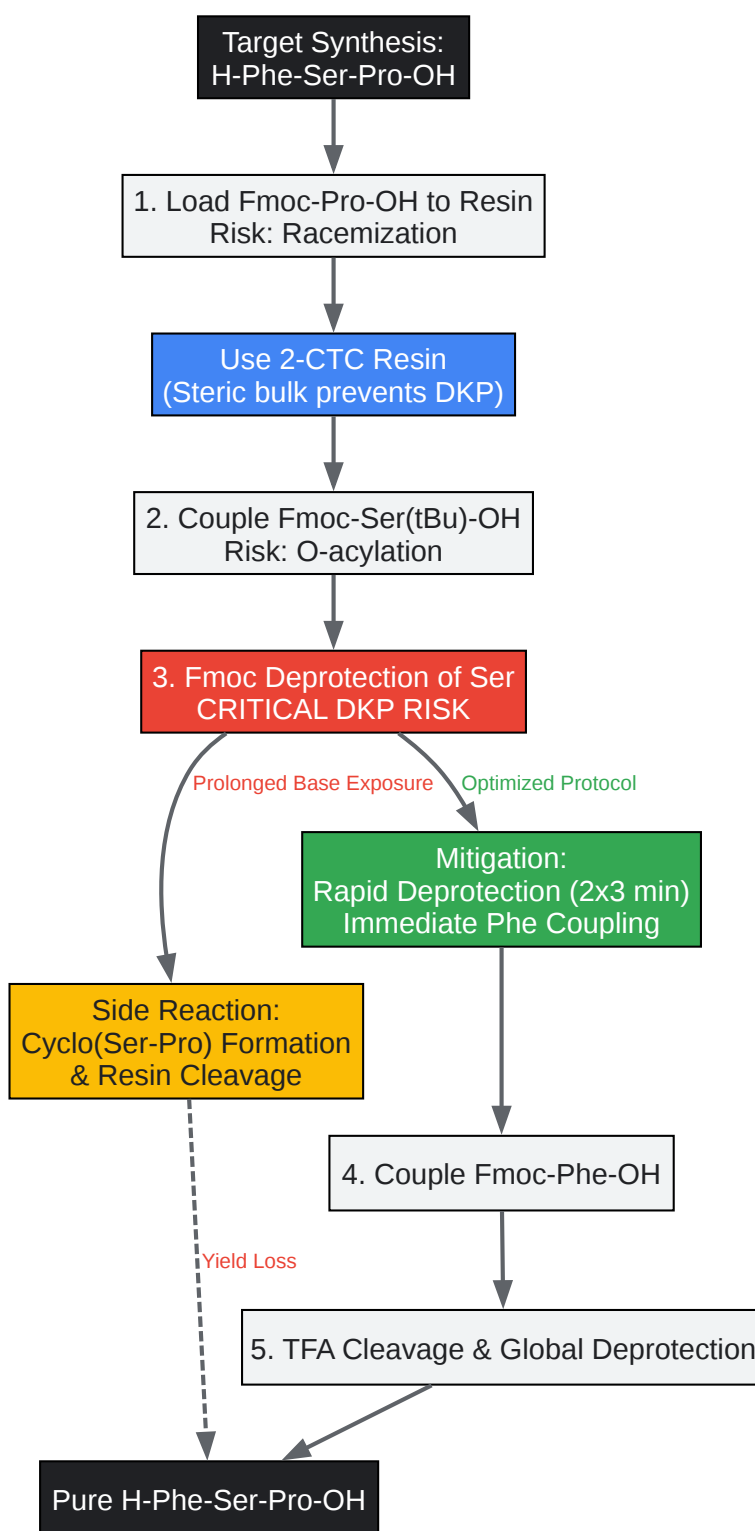 Target Synthesis:
H-Phe-Ser-Pro-OH
1. Load Fmoc-Pro-OH to Resin
Risk: Racemization
Use 2-CTC Resin
(Steric bulk prevents DKP)
2. Couple Fmoc-Ser(tBu)-OH
Risk: O-acylation
3. Fmoc Deprotection of Ser
CRITICAL DKP RISK
Prolonged Base Exposure
Optimized Protocol
Mitigation:
Rapid Deprotection (2x3 min)
Immediate Phe Coupling
Side Reaction:
Cyclo(Ser-Pro) Formation
& Resin Cleavage
4. Couple Fmoc-Phe-OH
Yield Loss
5. TFA Cleavage & Global Deprotection
Pure H-Phe-Ser-Pro-OH